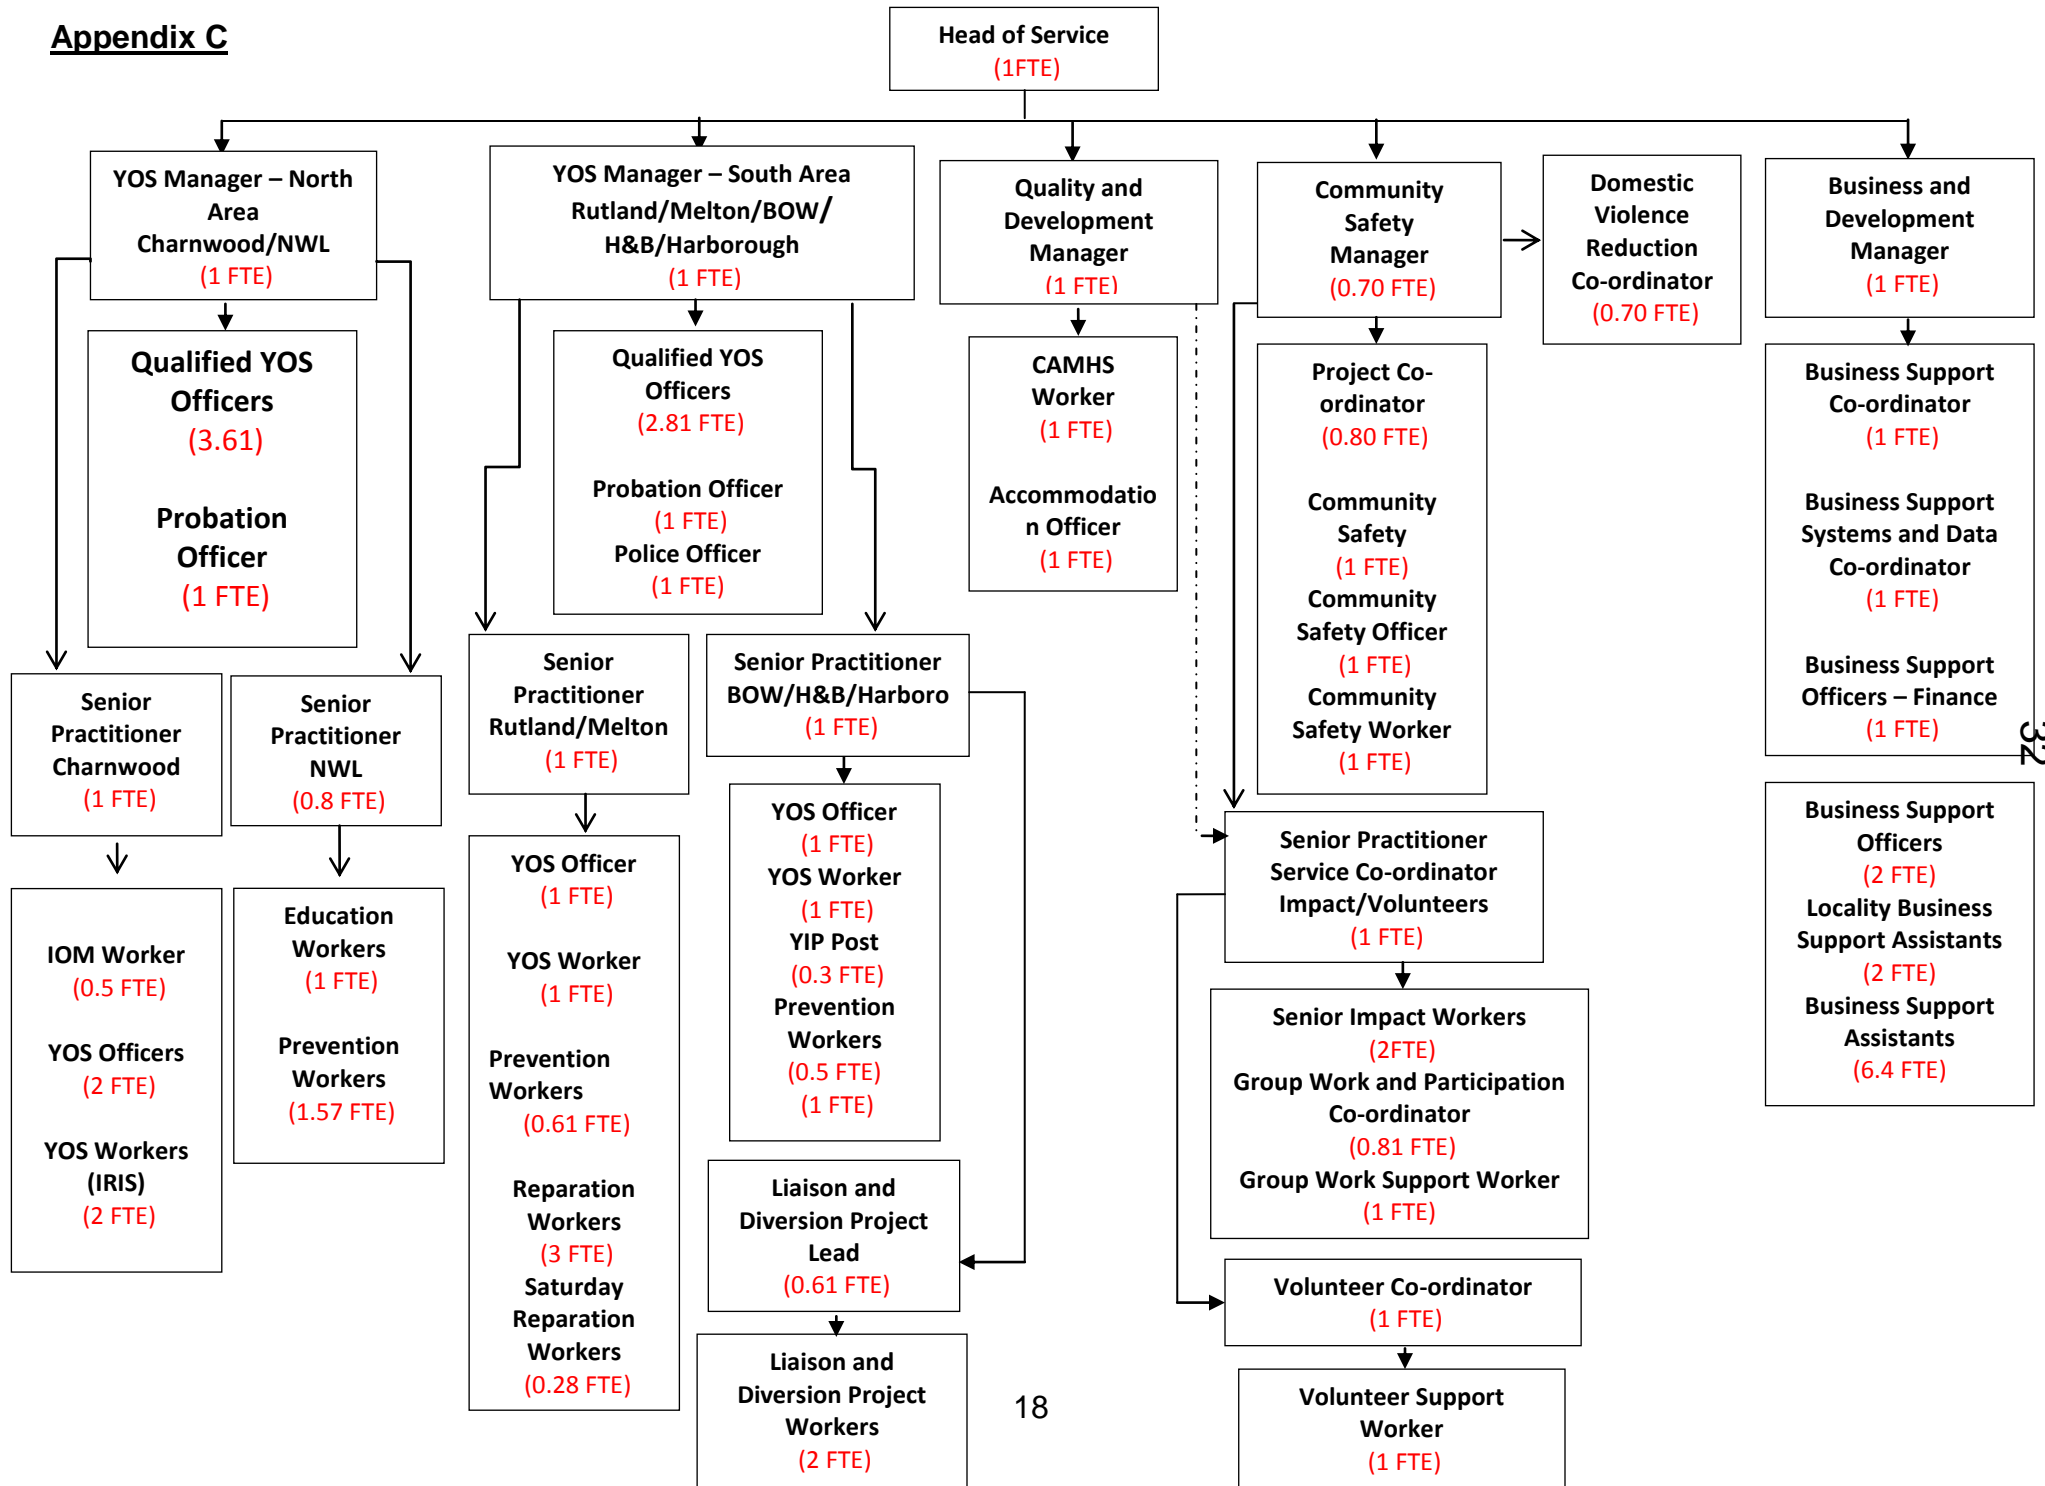 Appendix C
Head of Service
(1FTE)
YOS Manager – North
Area
Charnwood/NWL
(1 FTE)
YOS Manager – South Area
Rutland/Melton/BOW/
H&B/Harborough
(1 FTE)
Quality and
Development
Manager
(1 FTE)
Community
Safety
Manager
(0.70 FTE)
Domestic
Violence
Reduction
Co-ordinator
(0.70 FTE)
Business and
Development
Manager
(1 FTE)
Qualified YOS
Officers
(3.61)
Probation
Officer
(1 FTE)
Qualified YOS
Officers
(2.81 FTE)
Probation Officer
(1 FTE)
Police Officer
(1 FTE)
CAMHS
Worker
(1 FTE)
Accommodatio
n Officer
(1 FTE)
Project Co-
ordinator
(0.80 FTE)
Community
Safety
(1 FTE)
Community
Safety Officer
(1 FTE)
Community
Safety Worker
(1 FTE)
Business Support
Co-ordinator
(1 FTE)
Business Support
Systems and Data
Co-ordinator
(1 FTE)
Business Support
Officers – Finance
(1 FTE)
32
Senior
Practitioner
Charnwood
(1 FTE)
Senior
Practitioner
NWL
(0.8 FTE)
Senior
Practitioner
Rutland/Melton
(1 FTE)
Senior Practitioner
BOW/H&B/Harboro
(1 FTE)
IOM Worker
(0.5 FTE)
YOS Officers
(2 FTE)
YOS Workers
(IRIS)
(2 FTE)
Education
Workers
(1 FTE)
Prevention
Workers
(1.57 FTE)
YOS Officer
(1 FTE)
YOS Worker
(1 FTE)
Prevention
Workers
(0.61 FTE)
Reparation
Workers
(3 FTE)
Saturday
Reparation
Workers
(0.28 FTE)
YOS Officer
(1 FTE)
YOS Worker
(1 FTE)
YIP Post
(0.3 FTE)
Prevention
Workers
(0.5 FTE)
(1 FTE)
Liaison and
Diversion Project
Lead
(0.61 FTE)
Liaison and
Diversion Project
Workers
(2 FTE)
Senior Practitioner
Service Co-ordinator
Impact/Volunteers
(1 FTE)
Senior Impact Workers
(2FTE)
Group Work and Participation
Co-ordinator
(0.81 FTE)
Group Work Support Worker
(1 FTE)
Volunteer Co-ordinator
(1 FTE)
Volunteer Support
Worker
(1 FTE)
Business Support
Officers
(2 FTE)
Locality Business
Support Assistants
(2 FTE)
Business Support
Assistants
(6.4 FTE)
18